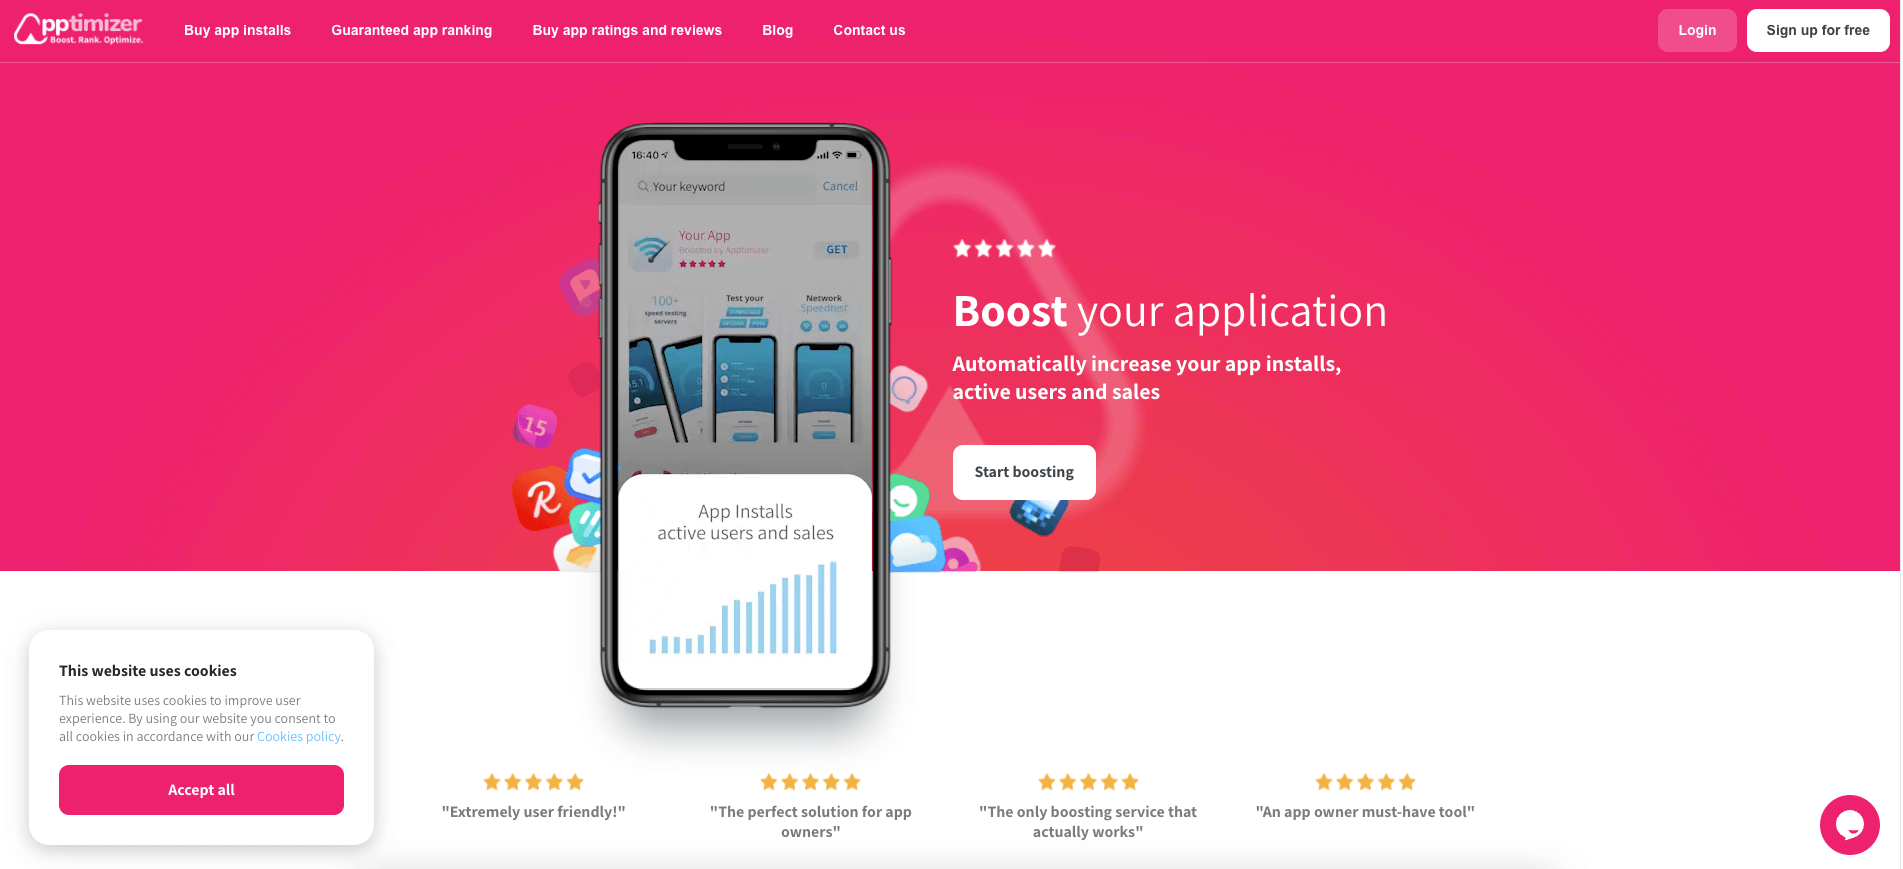 Apptimizer
Boost. Rank. Optimize.
Buy app installs
Guaranteed app ranking
Buy app ratings and reviews
Blog
Contact us
Login
Sign up for free
16:40
Your keyword
Cancel
Your App
Boosted by Apptimizer
GET
100+
speed testing
servers
Test your
DOWNLOAD
UPLOAD
PING
Network
Speedtest
15
App Installs
active users and sales
Boost your application
Automatically increase your app installs,
active users and sales
Start boosting
This website uses cookies
This website uses cookies to improve user
experience. By using our website you consent to
all cookies in accordance with our Cookies policy.
Accept all
"Extremely user friendly!"
"The perfect solution for app
owners"
"The only boosting service that
actually works"
"An app owner must-have tool"